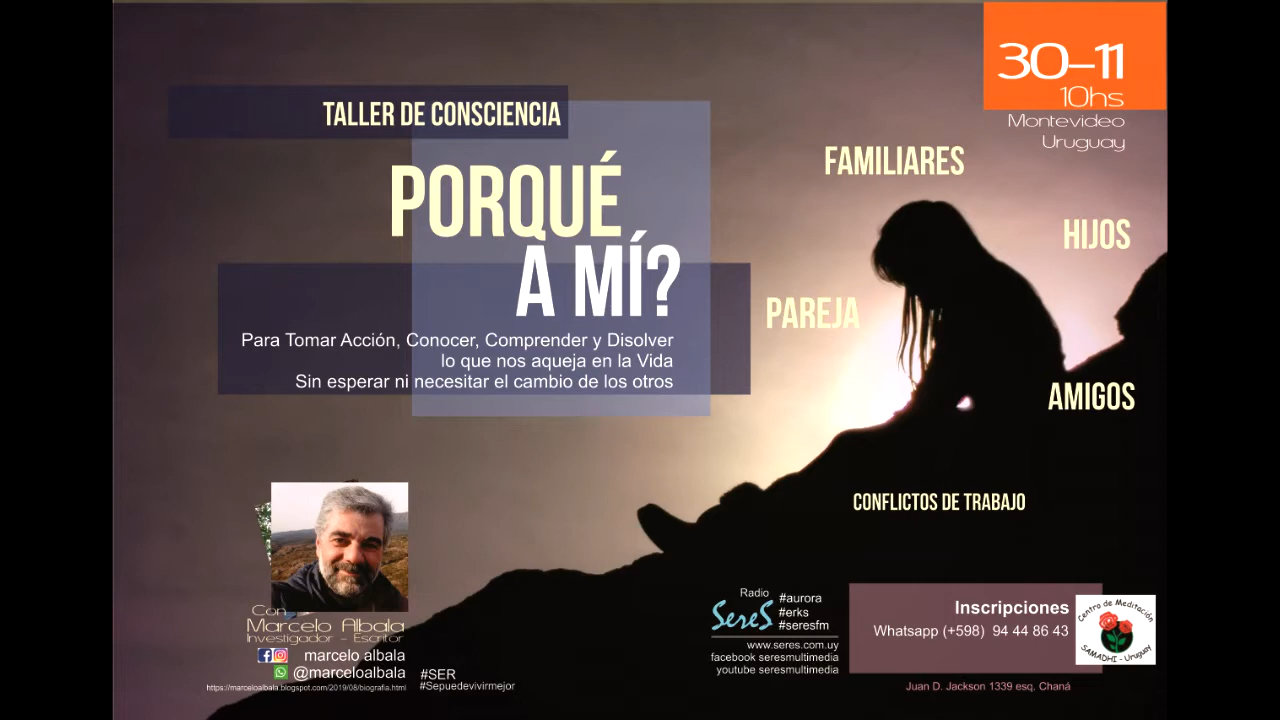 30-11
10hs
Montevideo
Uruguay
TALLER DE CONSCIENCIA
PORQUÉ
A MÍ?
Para Tomar Acción, Conocer, Comprender y Disolver
lo que nos aqueja en la Vida
Sin esperar ni necesitar el cambio de los otros
FAMILIARES
HIJOS
PAREJA
AMIGOS
CONFLICTOS DE TRABAJO
Con
Marcelo Albala
Investigador - Escritor
marcelo albala
@marceloalbala
https://marceloalbala.blogspot.com/2019/08/biografia.html
#SER
#Sepuedevivirmejor
Radio
SereS
#aurora
#erks
#seresfm
www.seres.com.uy
facebook seresmultimedia
youtube seresmultimedia
Inscripciones
Whatsapp (+598) 94 44 86 43
Centro de Meditación
SAMADHI - Uruguay
Juan D. Jackson 1339 esq. Chaná